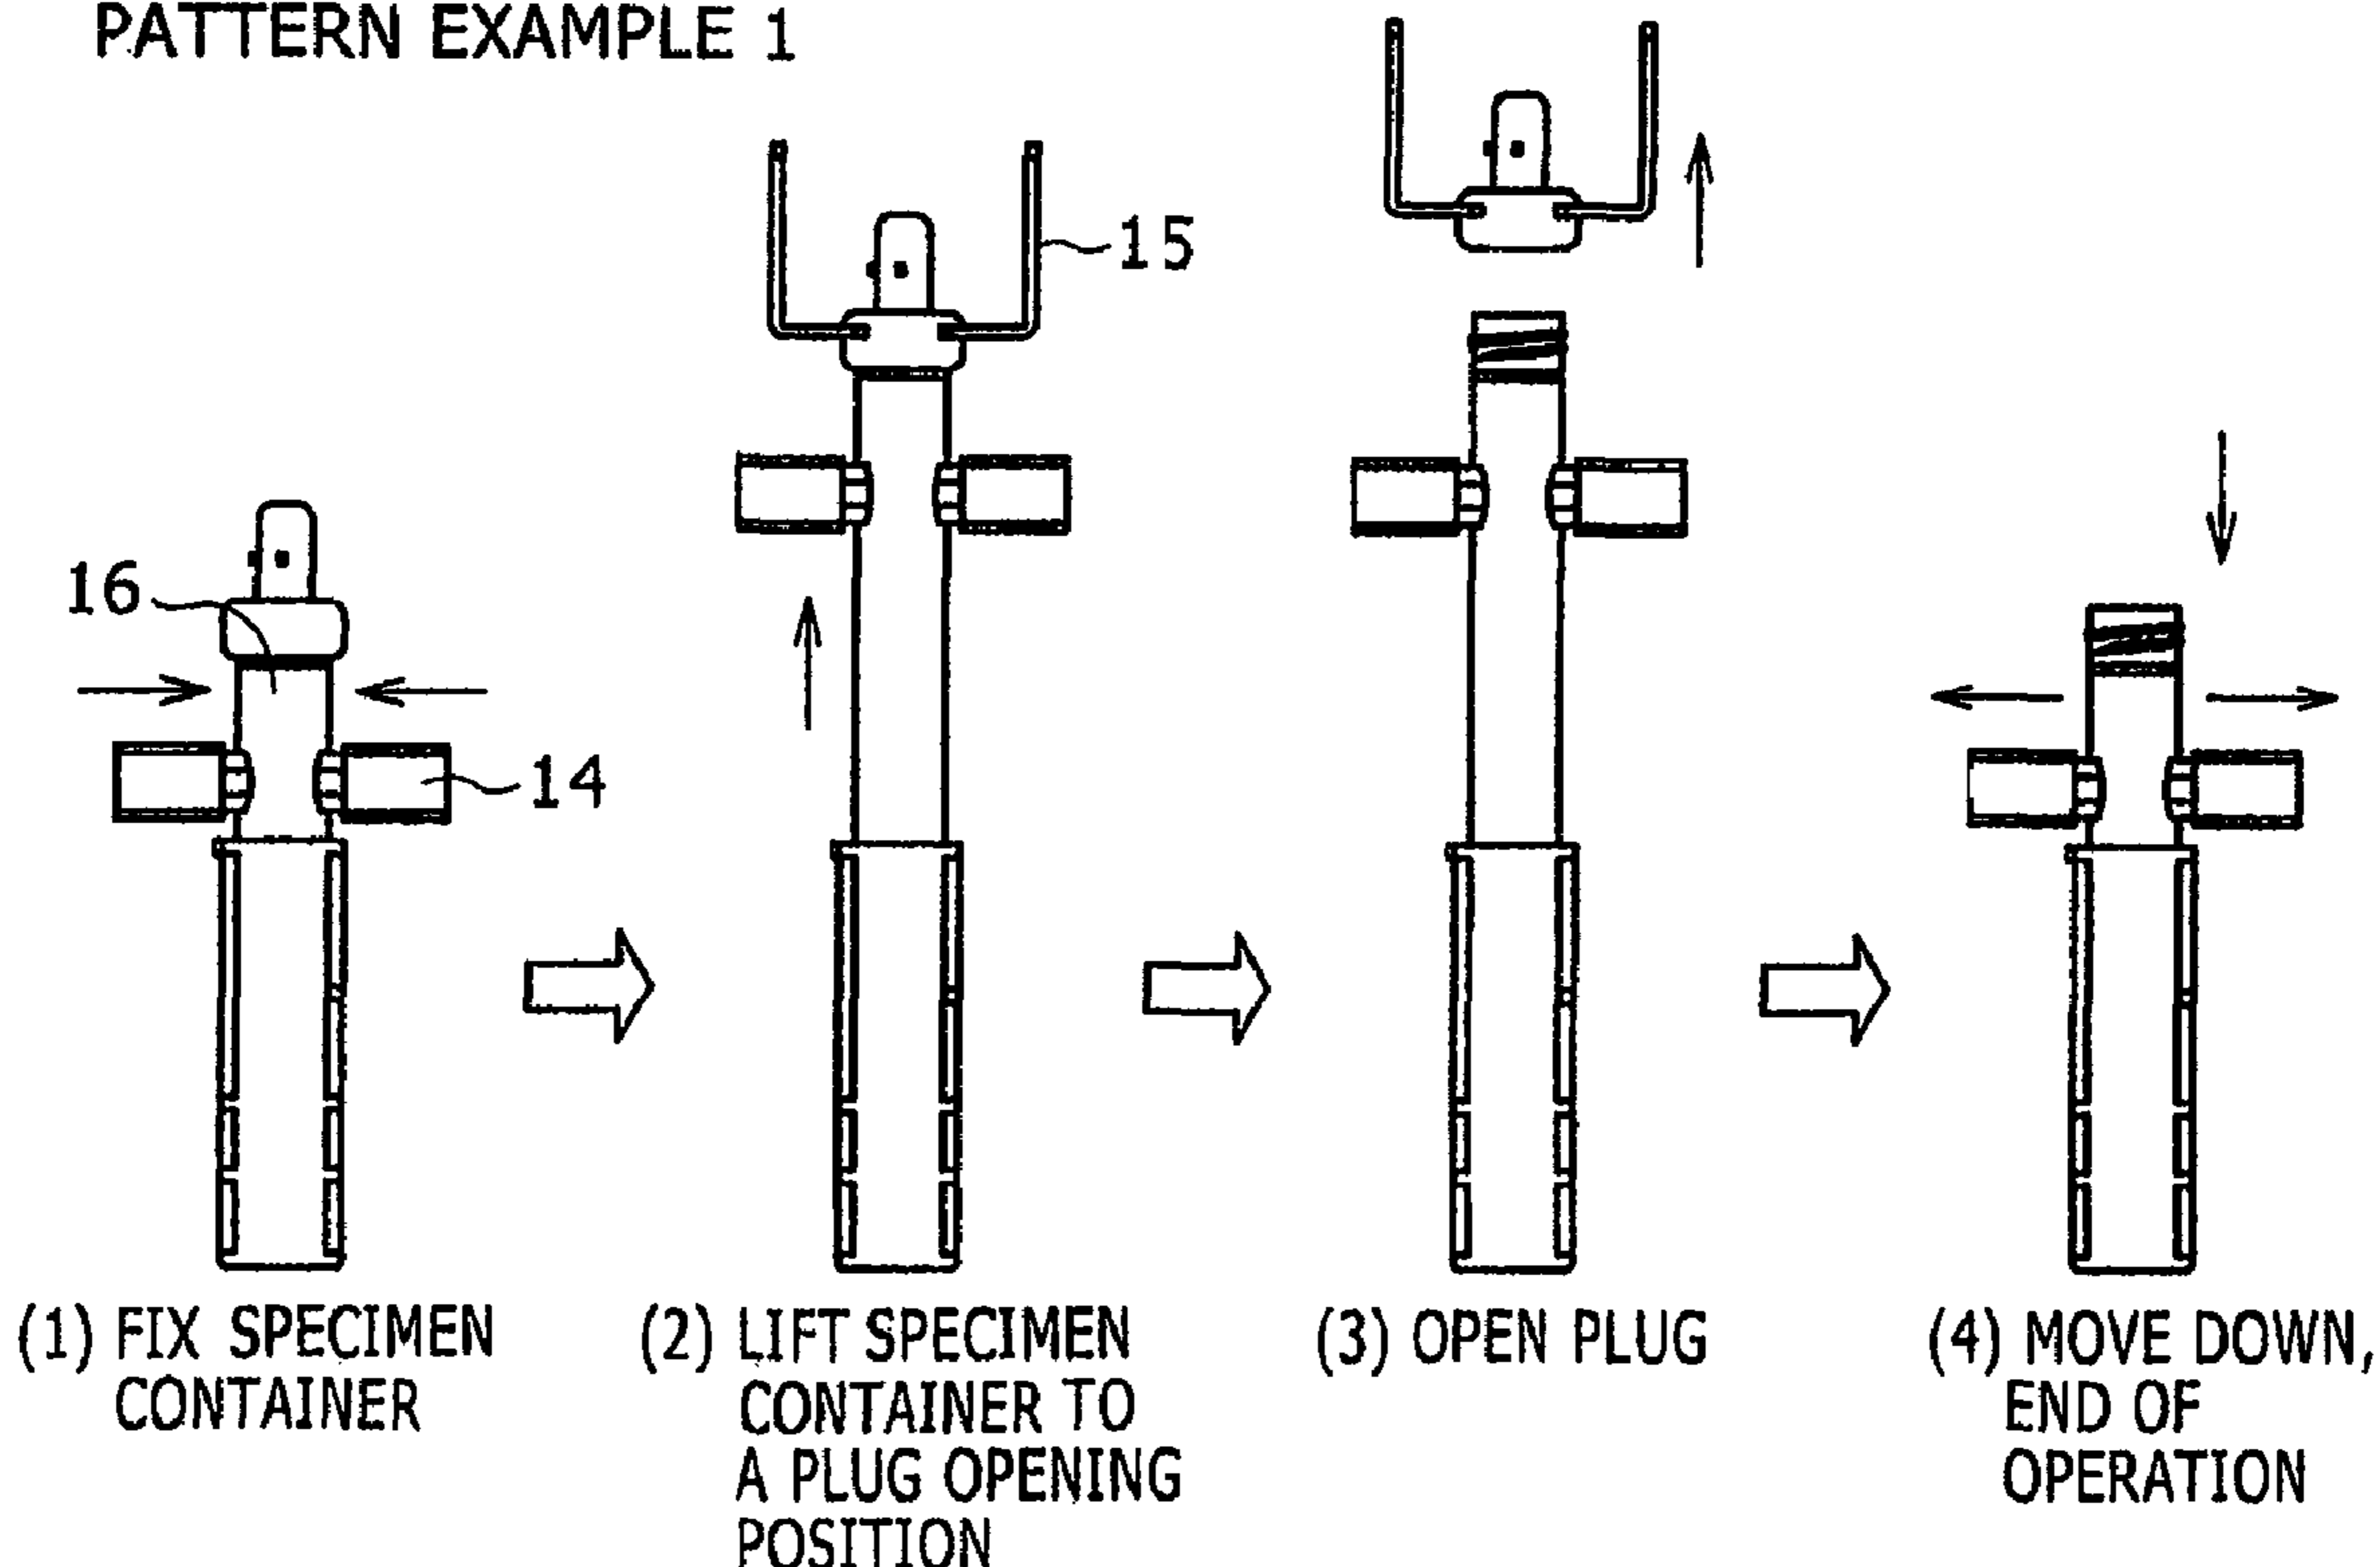 PATTERN EXAMPLE 1
15
16
14
(1) FIX SPECIMEN
CONTAINER
(2) LIFT SPECIMEN
CONTAINER TO
A PLUG OPENING
POSITION
(3) OPEN PLUG
(4) MOVE DOWN,
END OF
OPERATION